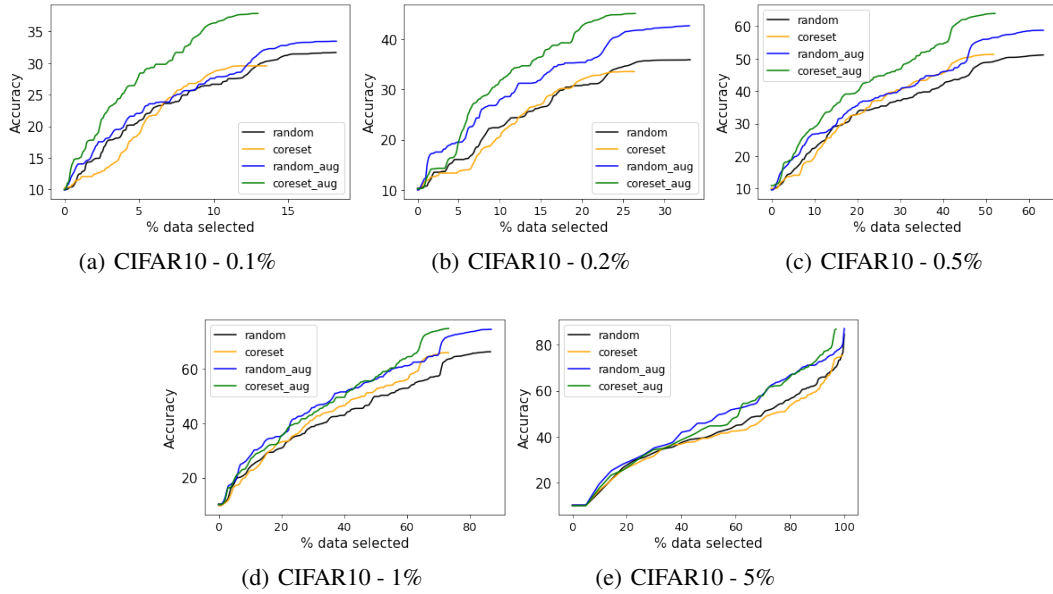 35
30
25
20
15
10
Accuracy
random
coreset
random_aug
coreset_aug
0 5 10 15
% data selected
(a) CIFAR10 - 0.1%
40
30
20
10
Accuracy
random
coreset
random_aug
coreset_aug
0 5 10 15 20 25 30
% data selected
(b) CIFAR10 - 0.2%
60
50
40
30
20
10
Accuracy
random
coreset
random_aug
coreset_aug
0 10 20 30 40 50 60
% data selected
(c) CIFAR10 - 0.5%
60
40
20
Accuracy
random
coreset
random_aug
coreset_aug
0 20 40 60 80
% data selected
(d) CIFAR10 - 1%
80
60
40
20
Accuracy
random
coreset
random_aug
coreset_aug
0 20 40 60 80 100
% data selected
(e) CIFAR10 - 5%